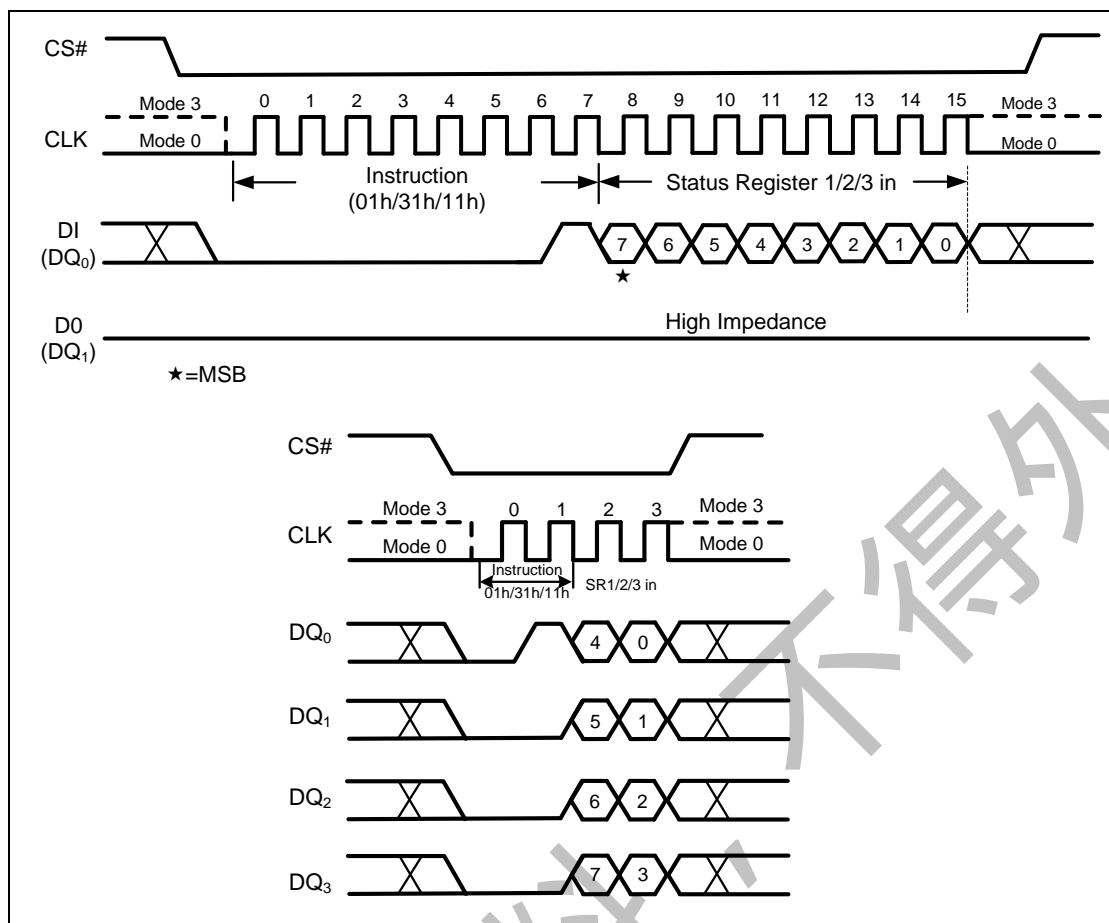 CS#
0 1 2 3 4 5 6 7 8 9 10 11 12 13 14 15
Mode 3 Mode 3
CLK
Mode 0 Mode 0
Instruction Status Register 1/2/3 in
(01h/31h/11h)
DI
(DQ0)
7 6 5 4 3 2 1 0
★
D0
(DQ1)
High Impedance
★=MSB
CS#
0 1 2 3
Mode 3 Mode 3
CLK
Mode 0 Mode 0
Instruction
01h/31h/11h SR1/2/3 in
DQ0
4 0
DQ1
5 1
DQ2
6 2
DQ3
7 3
不得外